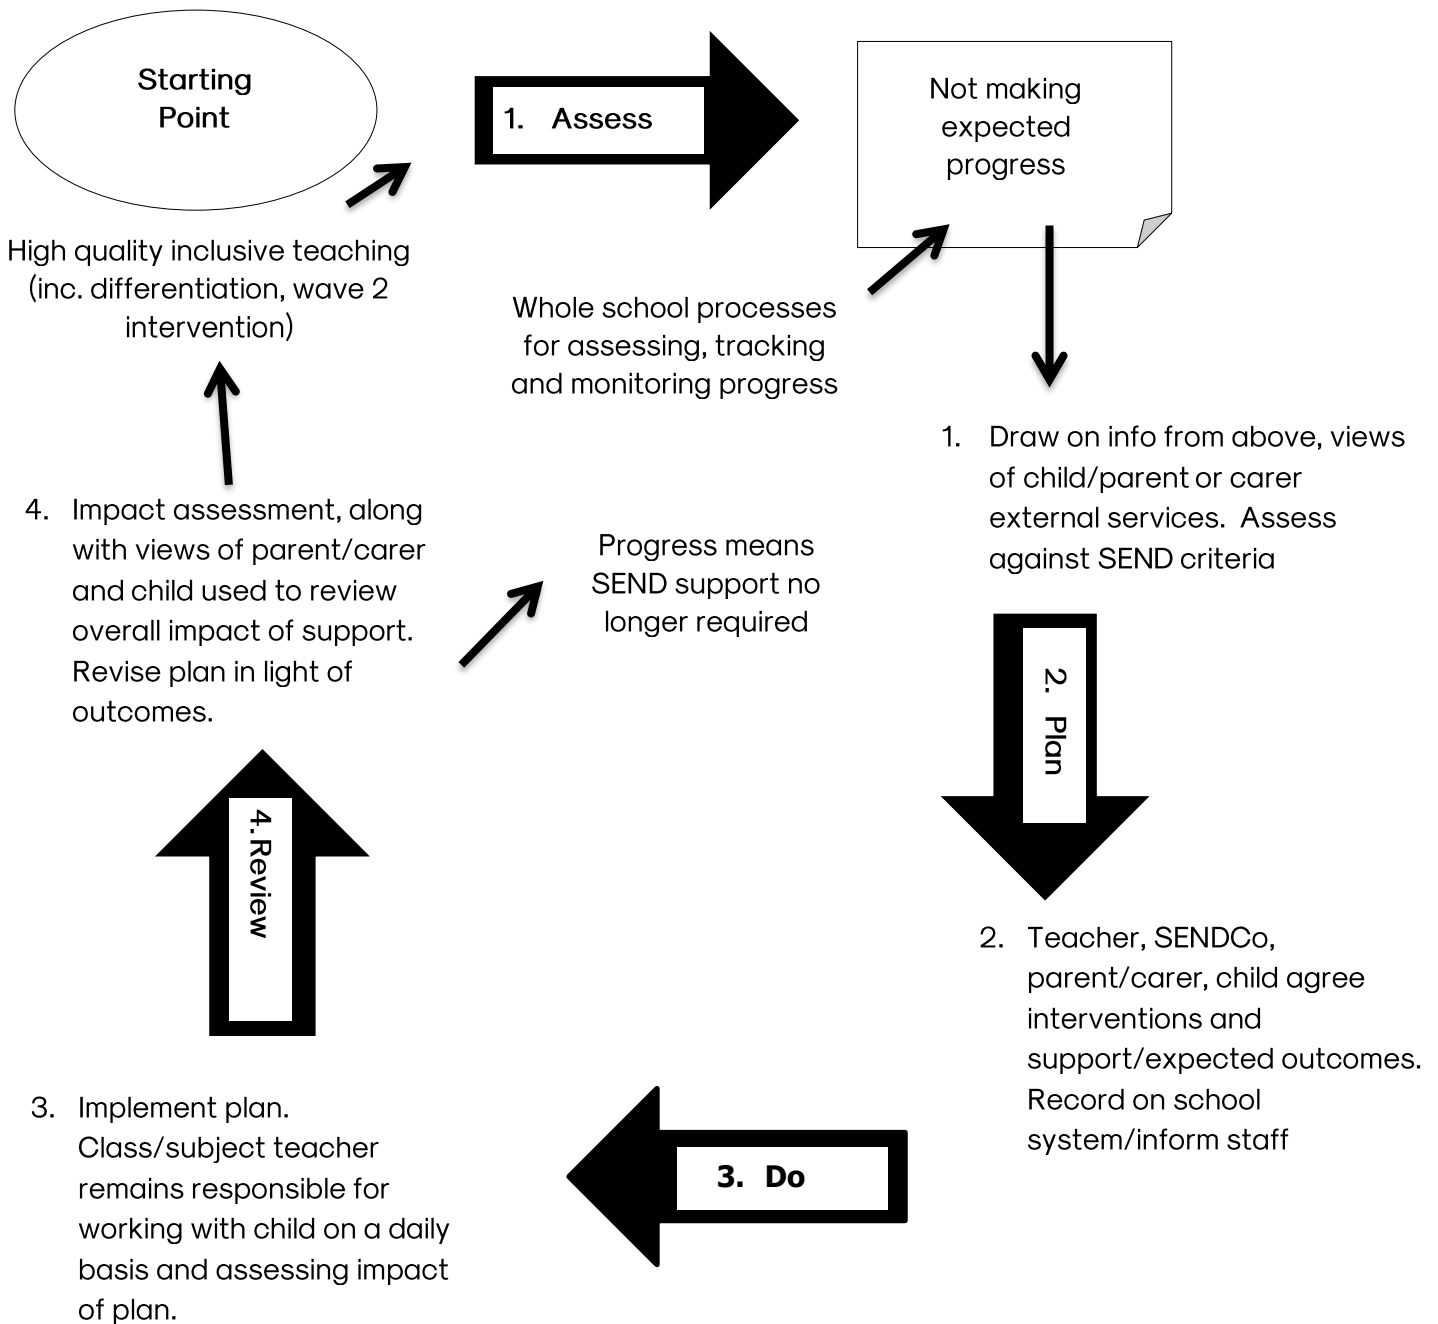 Starting
Point
1. Assess
Not making
expected
progress
High quality inclusive teaching
(inc. differentiation, wave 2
intervention)
Whole school processes
for assessing, tracking
and monitoring progress
1. Draw on info from above, views
of child/parent or carer
external services. Assess
against SEND criteria
4. Impact assessment, along
with views of parent/carer
and child used to review
overall impact of support.
Revise plan in light of
outcomes.
Progress means
SEND support no
longer required
2. Plan
4. Review
2. Teacher, SENDCo,
parent/carer, child agree
interventions and
support/expected outcomes.
Record on school
system/inform staff
3. Do
3. Implement plan.
Class/subject teacher
remains responsible for
working with child on a daily
basis and assessing impact
of plan.